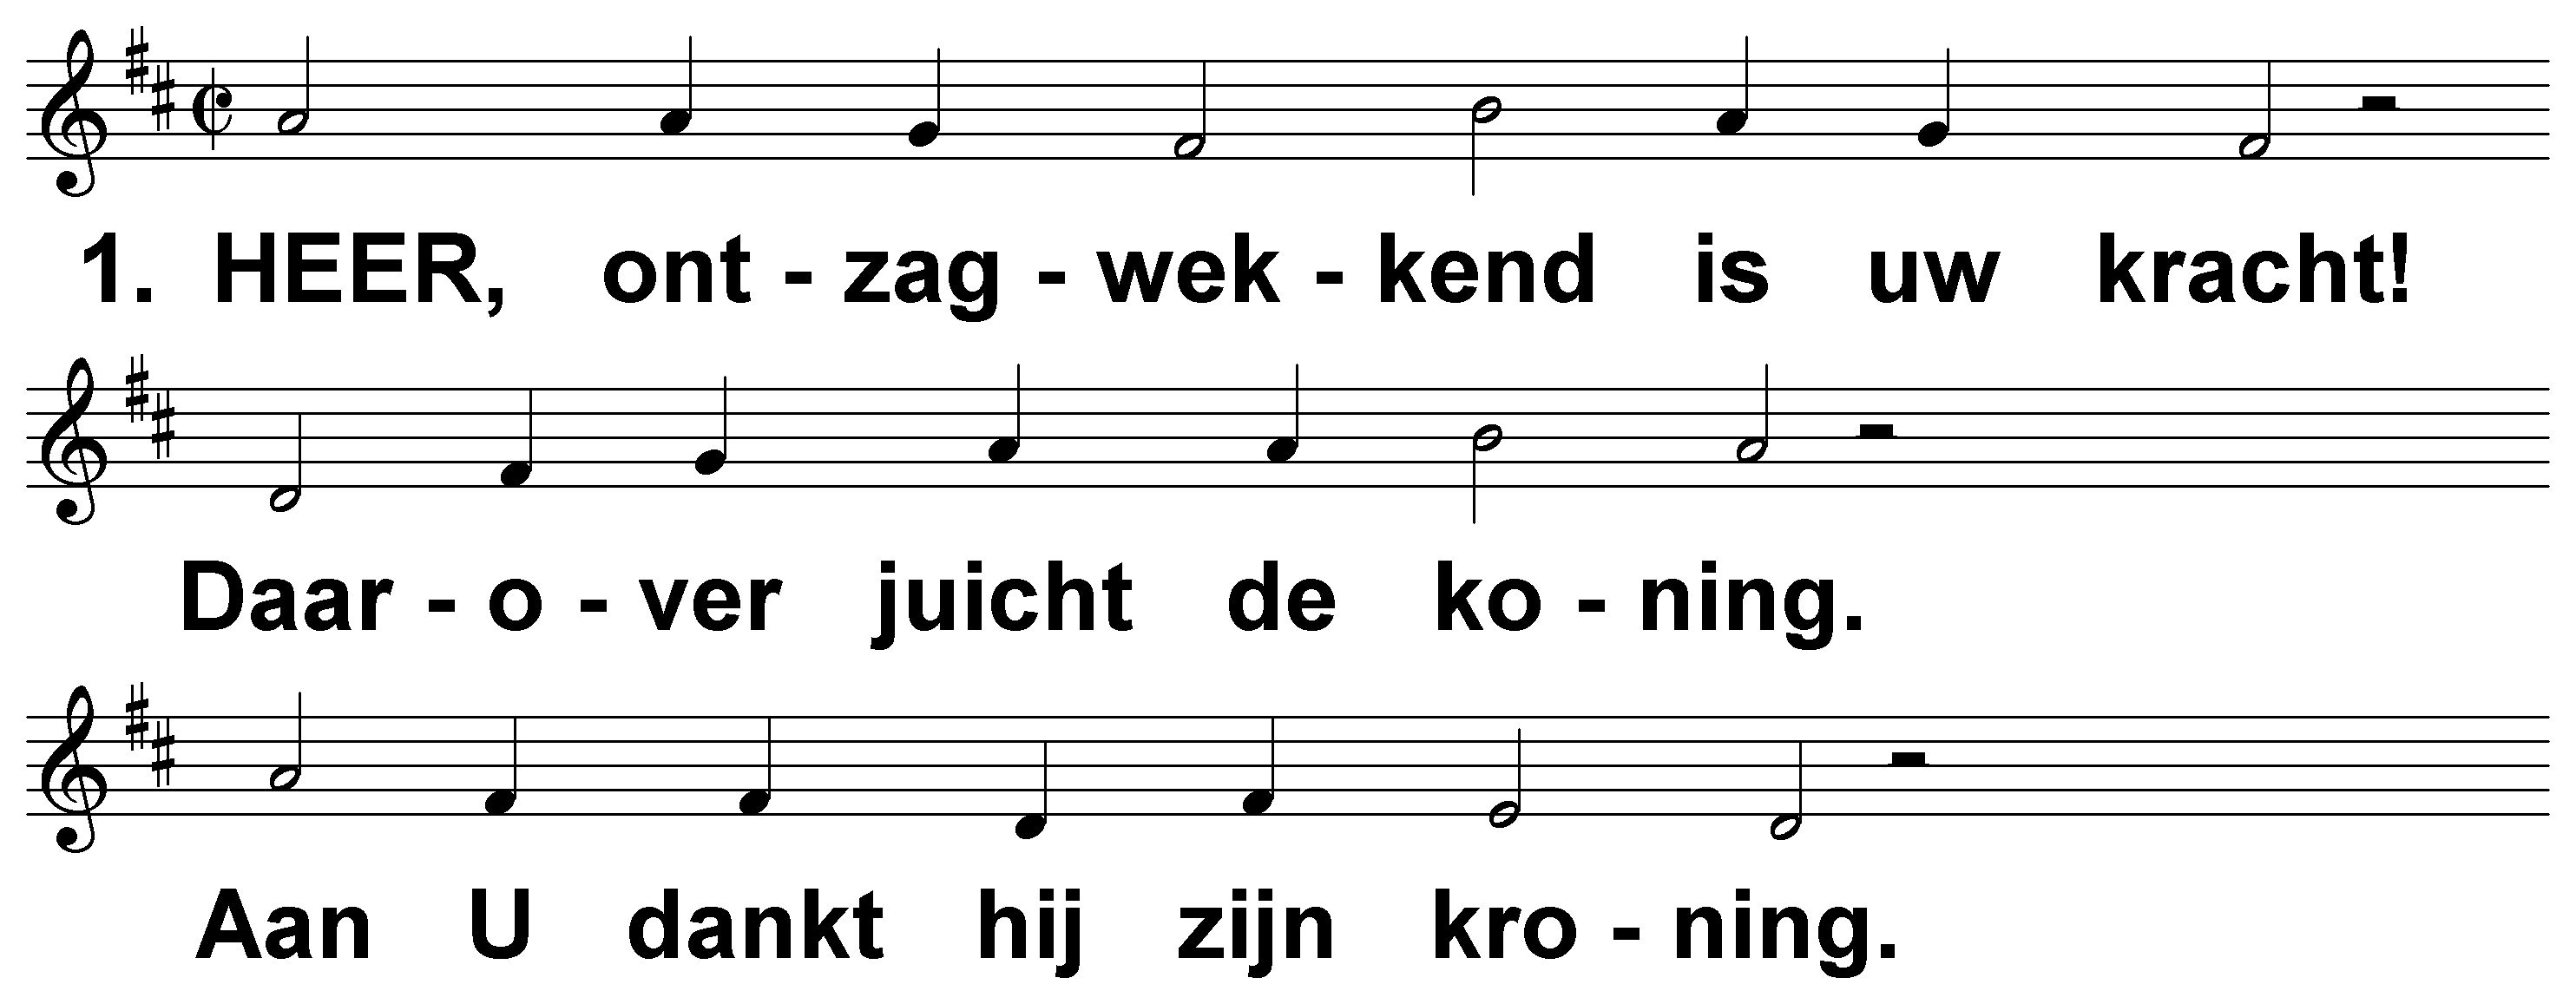 1. HEER, ont - zag - wek - kend is uw kracht!
Daar - o - ver juicht de ko - ning.
Aan U dankt hij zijn kro - ning.